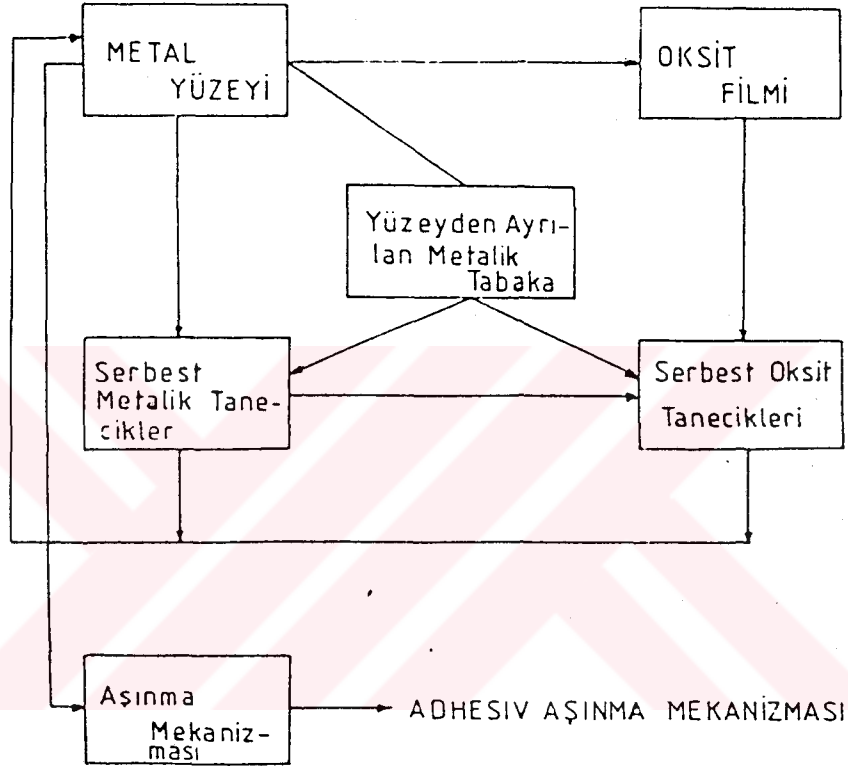 METAL
YÜZEYİ
OKSİT
FİLMİ
Yüzeyden Ayrı-
lan Metalik
Tabaka
Serbest
Metalik Tane-
cikler
Serbest Oksit
Tanecikleri
Aşınma
Mekaniz-
ması
ADHESIV AŞINMA MEKANİZMASI